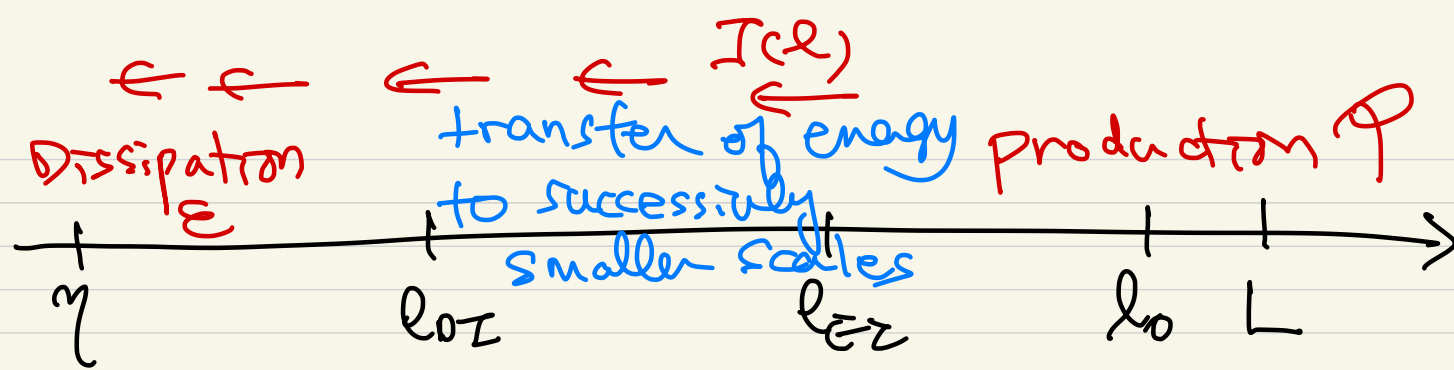 I(l)
transfer of energy
production P
Dissipation
to successively
ε
smaller scales
η
l_DI
l_EI
l_0
L